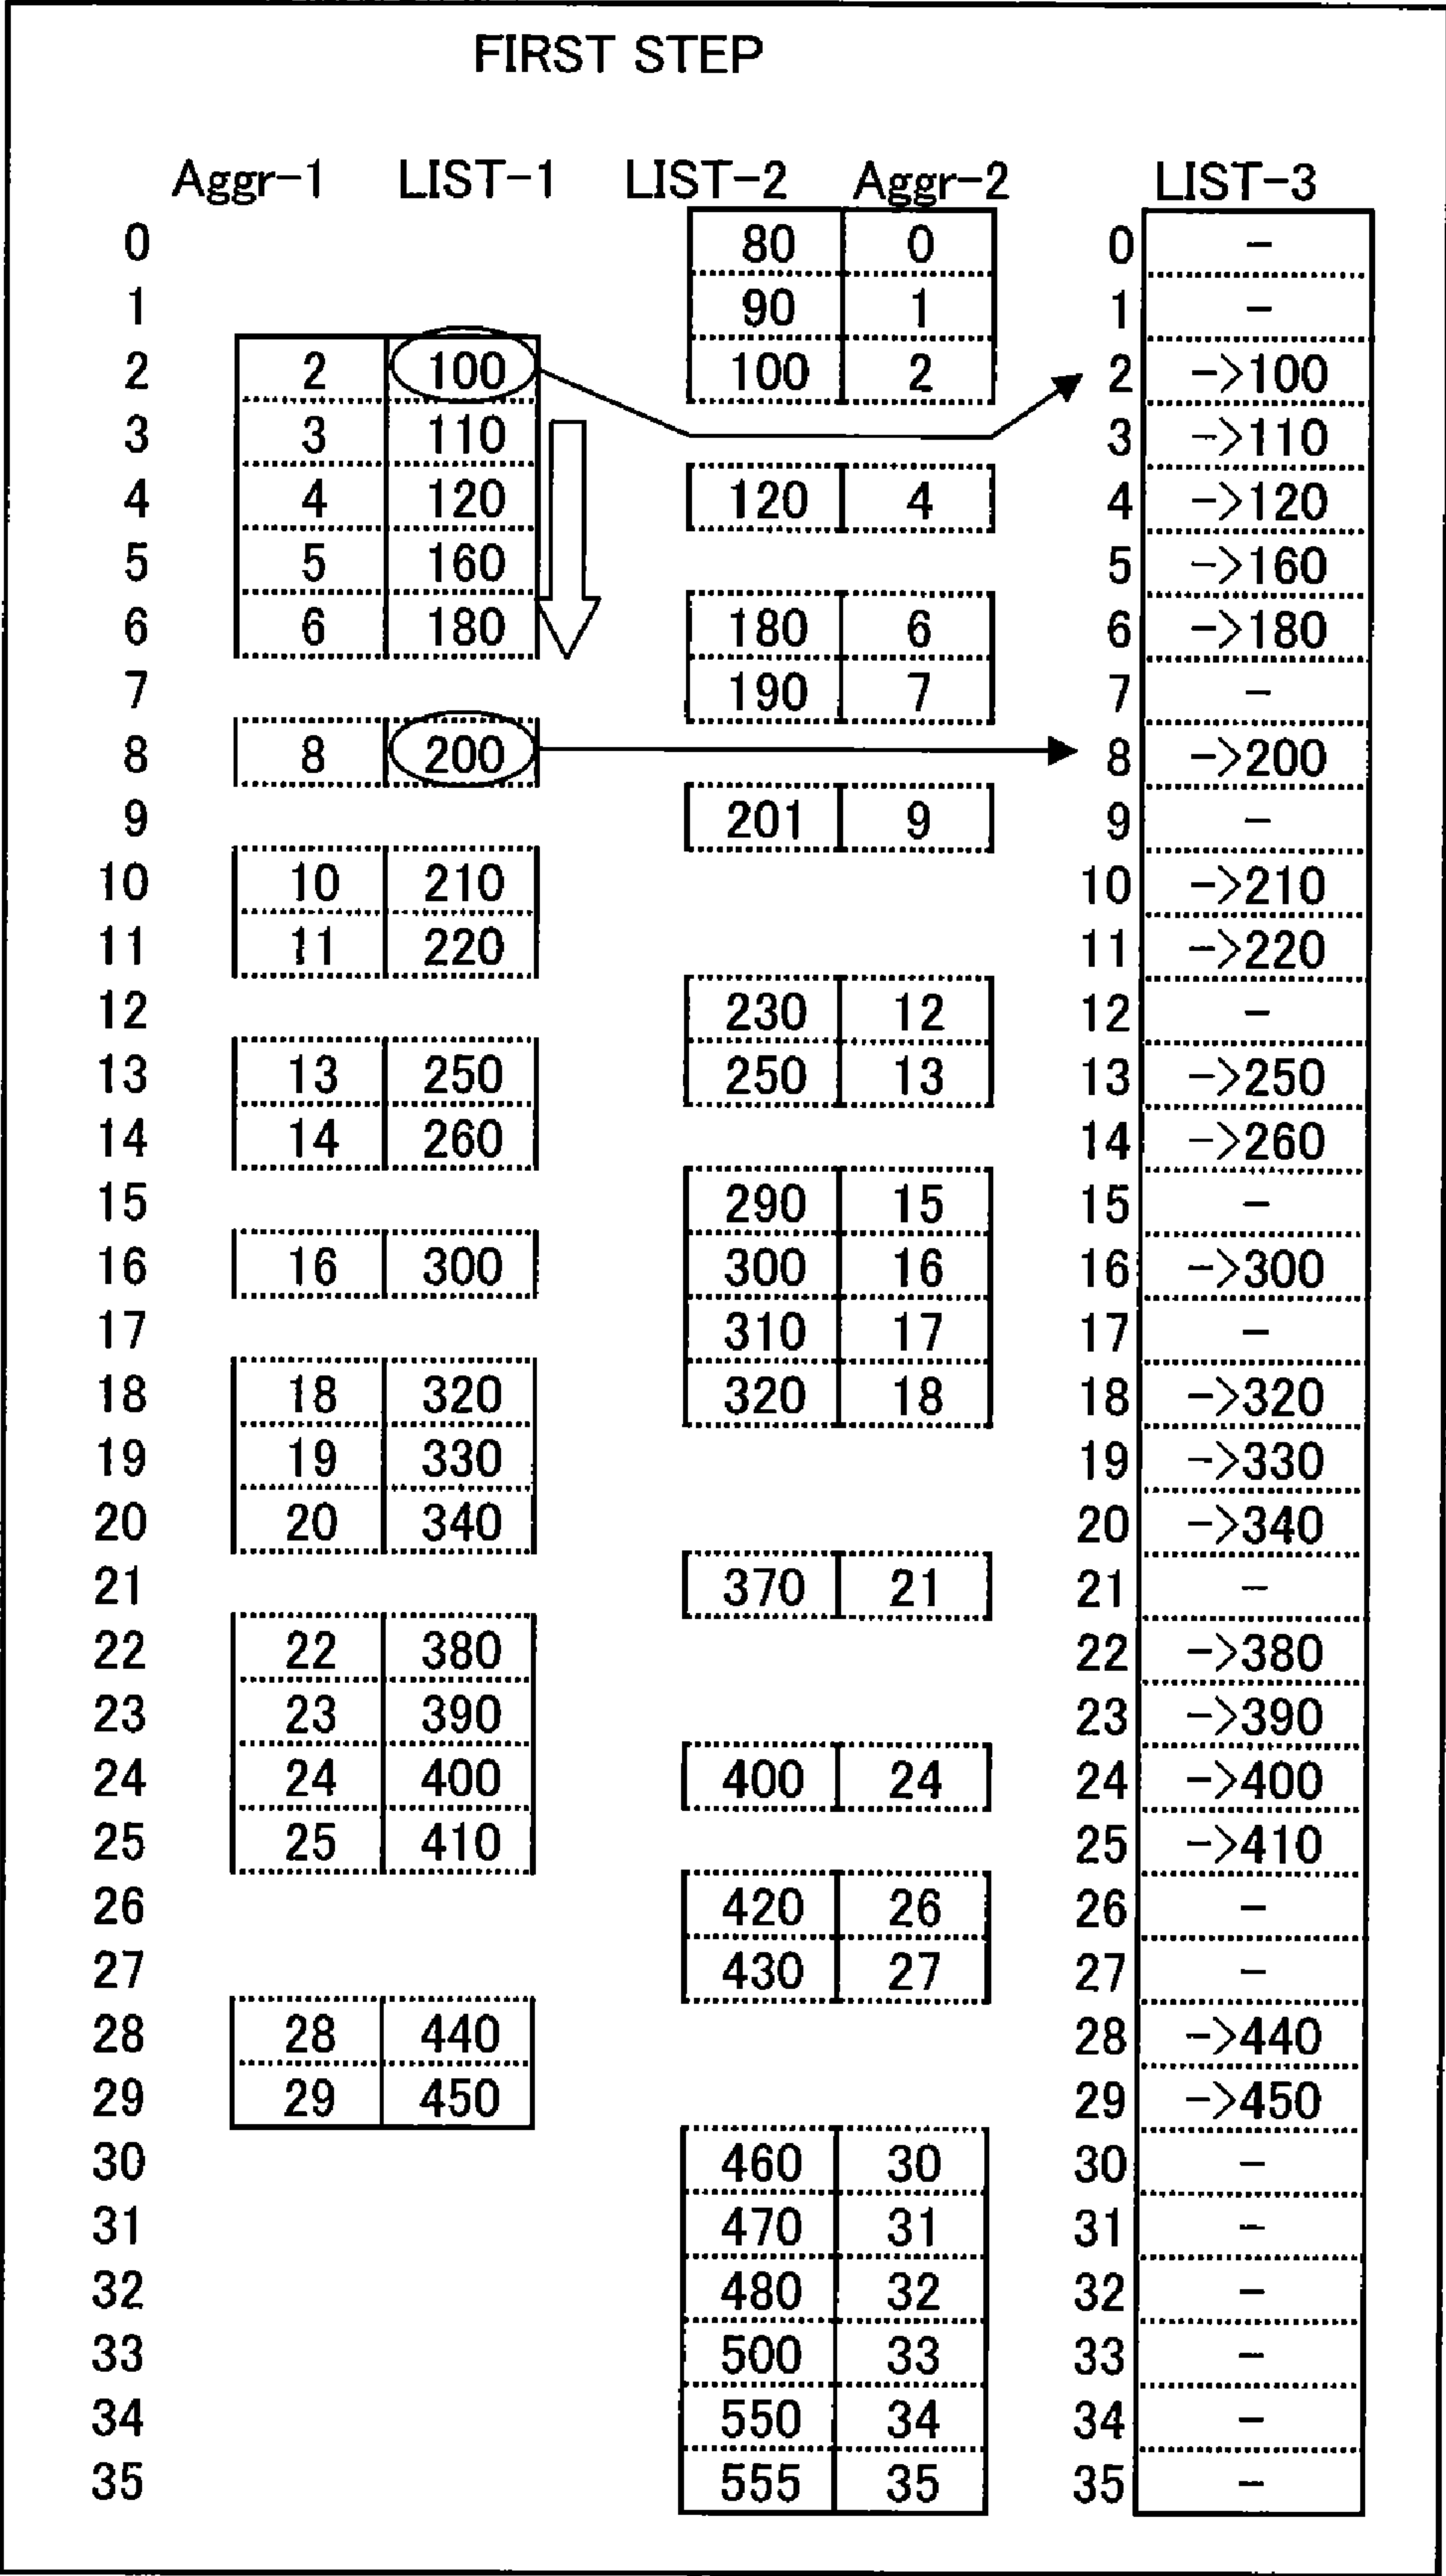 FIRST STEP
Aggr-1 LIST-1 LIST-2 Aggr-2 LIST-3
0 80 0 0 -
1 90 1 1 -
2 2 100 100 2 2 ->100
3 3 110 3 ->110
4 4 120 120 4 4 ->120
5 5 160 5 ->160
6 6 180 180 6 6 ->180
7 190 7 7 -
8 8 200 8 ->200
9 201 9 9 -
10 10 210 10 ->210
11 11 220 11 ->220
12 230 12 12 -
13 13 250 250 13 13 ->250
14 14 260 14 ->260
15 290 15 15 -
16 16 300 300 16 16 ->300
17 310 17 17 -
18 18 320 320 18 18 ->320
19 19 330 19 ->330
20 20 340 20 ->340
21 370 21 21 -
22 22 380 22 ->380
23 23 390 23 ->390
24 24 400 400 24 24 ->400
25 25 410 25 ->410
26 420 26 26 -
27 430 27 27 -
28 28 440 28 ->440
29 29 450 29 ->450
30 460 30 30 -
31 470 31 31 -
32 480 32 32 -
33 500 33 33 -
34 550 34 34 -
35 555 35 35 -